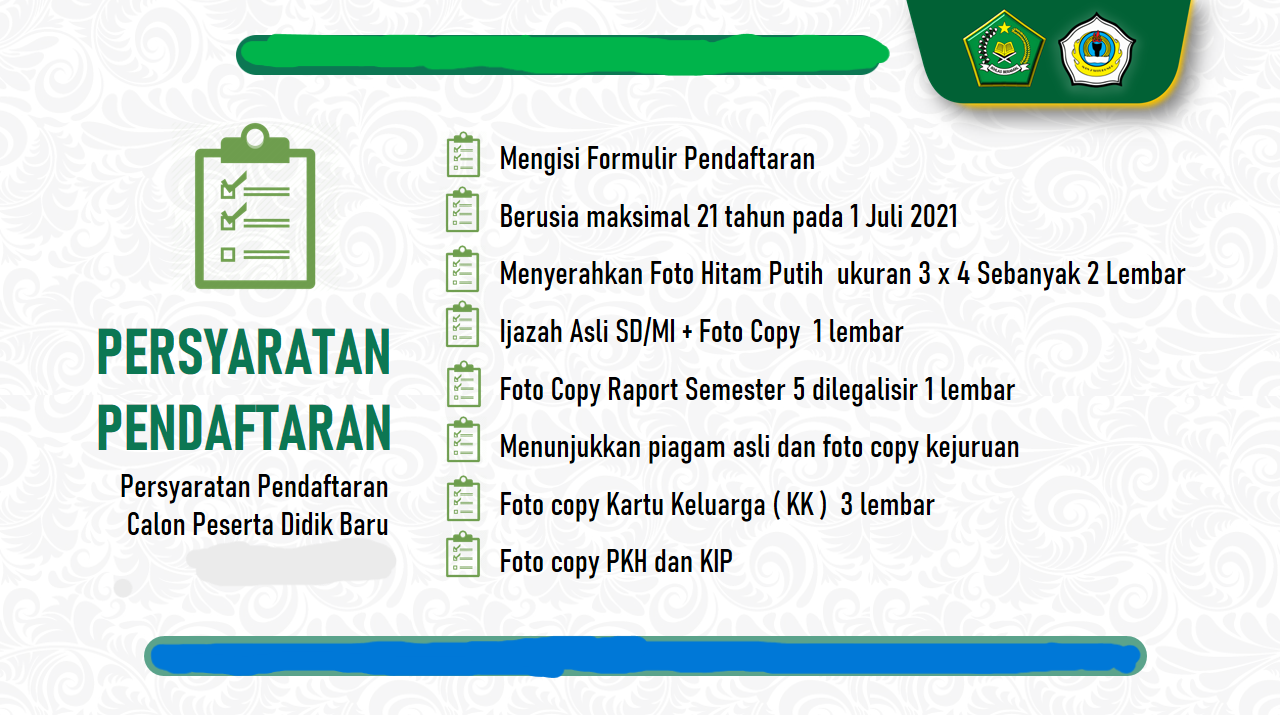 PERSYARATAN
PENDAFTARAN
Persyaratan Pendaftaran
Calon Peserta Didik Baru
Mengisi Formulir Pendaftaran
Berusia maksimal 21 tahun pada 1 Juli 2021
Menyerahkan Foto Hitam Putih ukuran 3 x 4 Sebanyak 2 Lembar
Ijazah Asli SD/MI + Foto Copy 1 lembar
Foto Copy Raport Semester 5 dilegalisir 1 lembar
Menunjukkan piagam asli dan foto copy kejuruan
Foto copy Kartu Keluarga ( KK ) 3 lembar
Foto copy PKH dan KIP